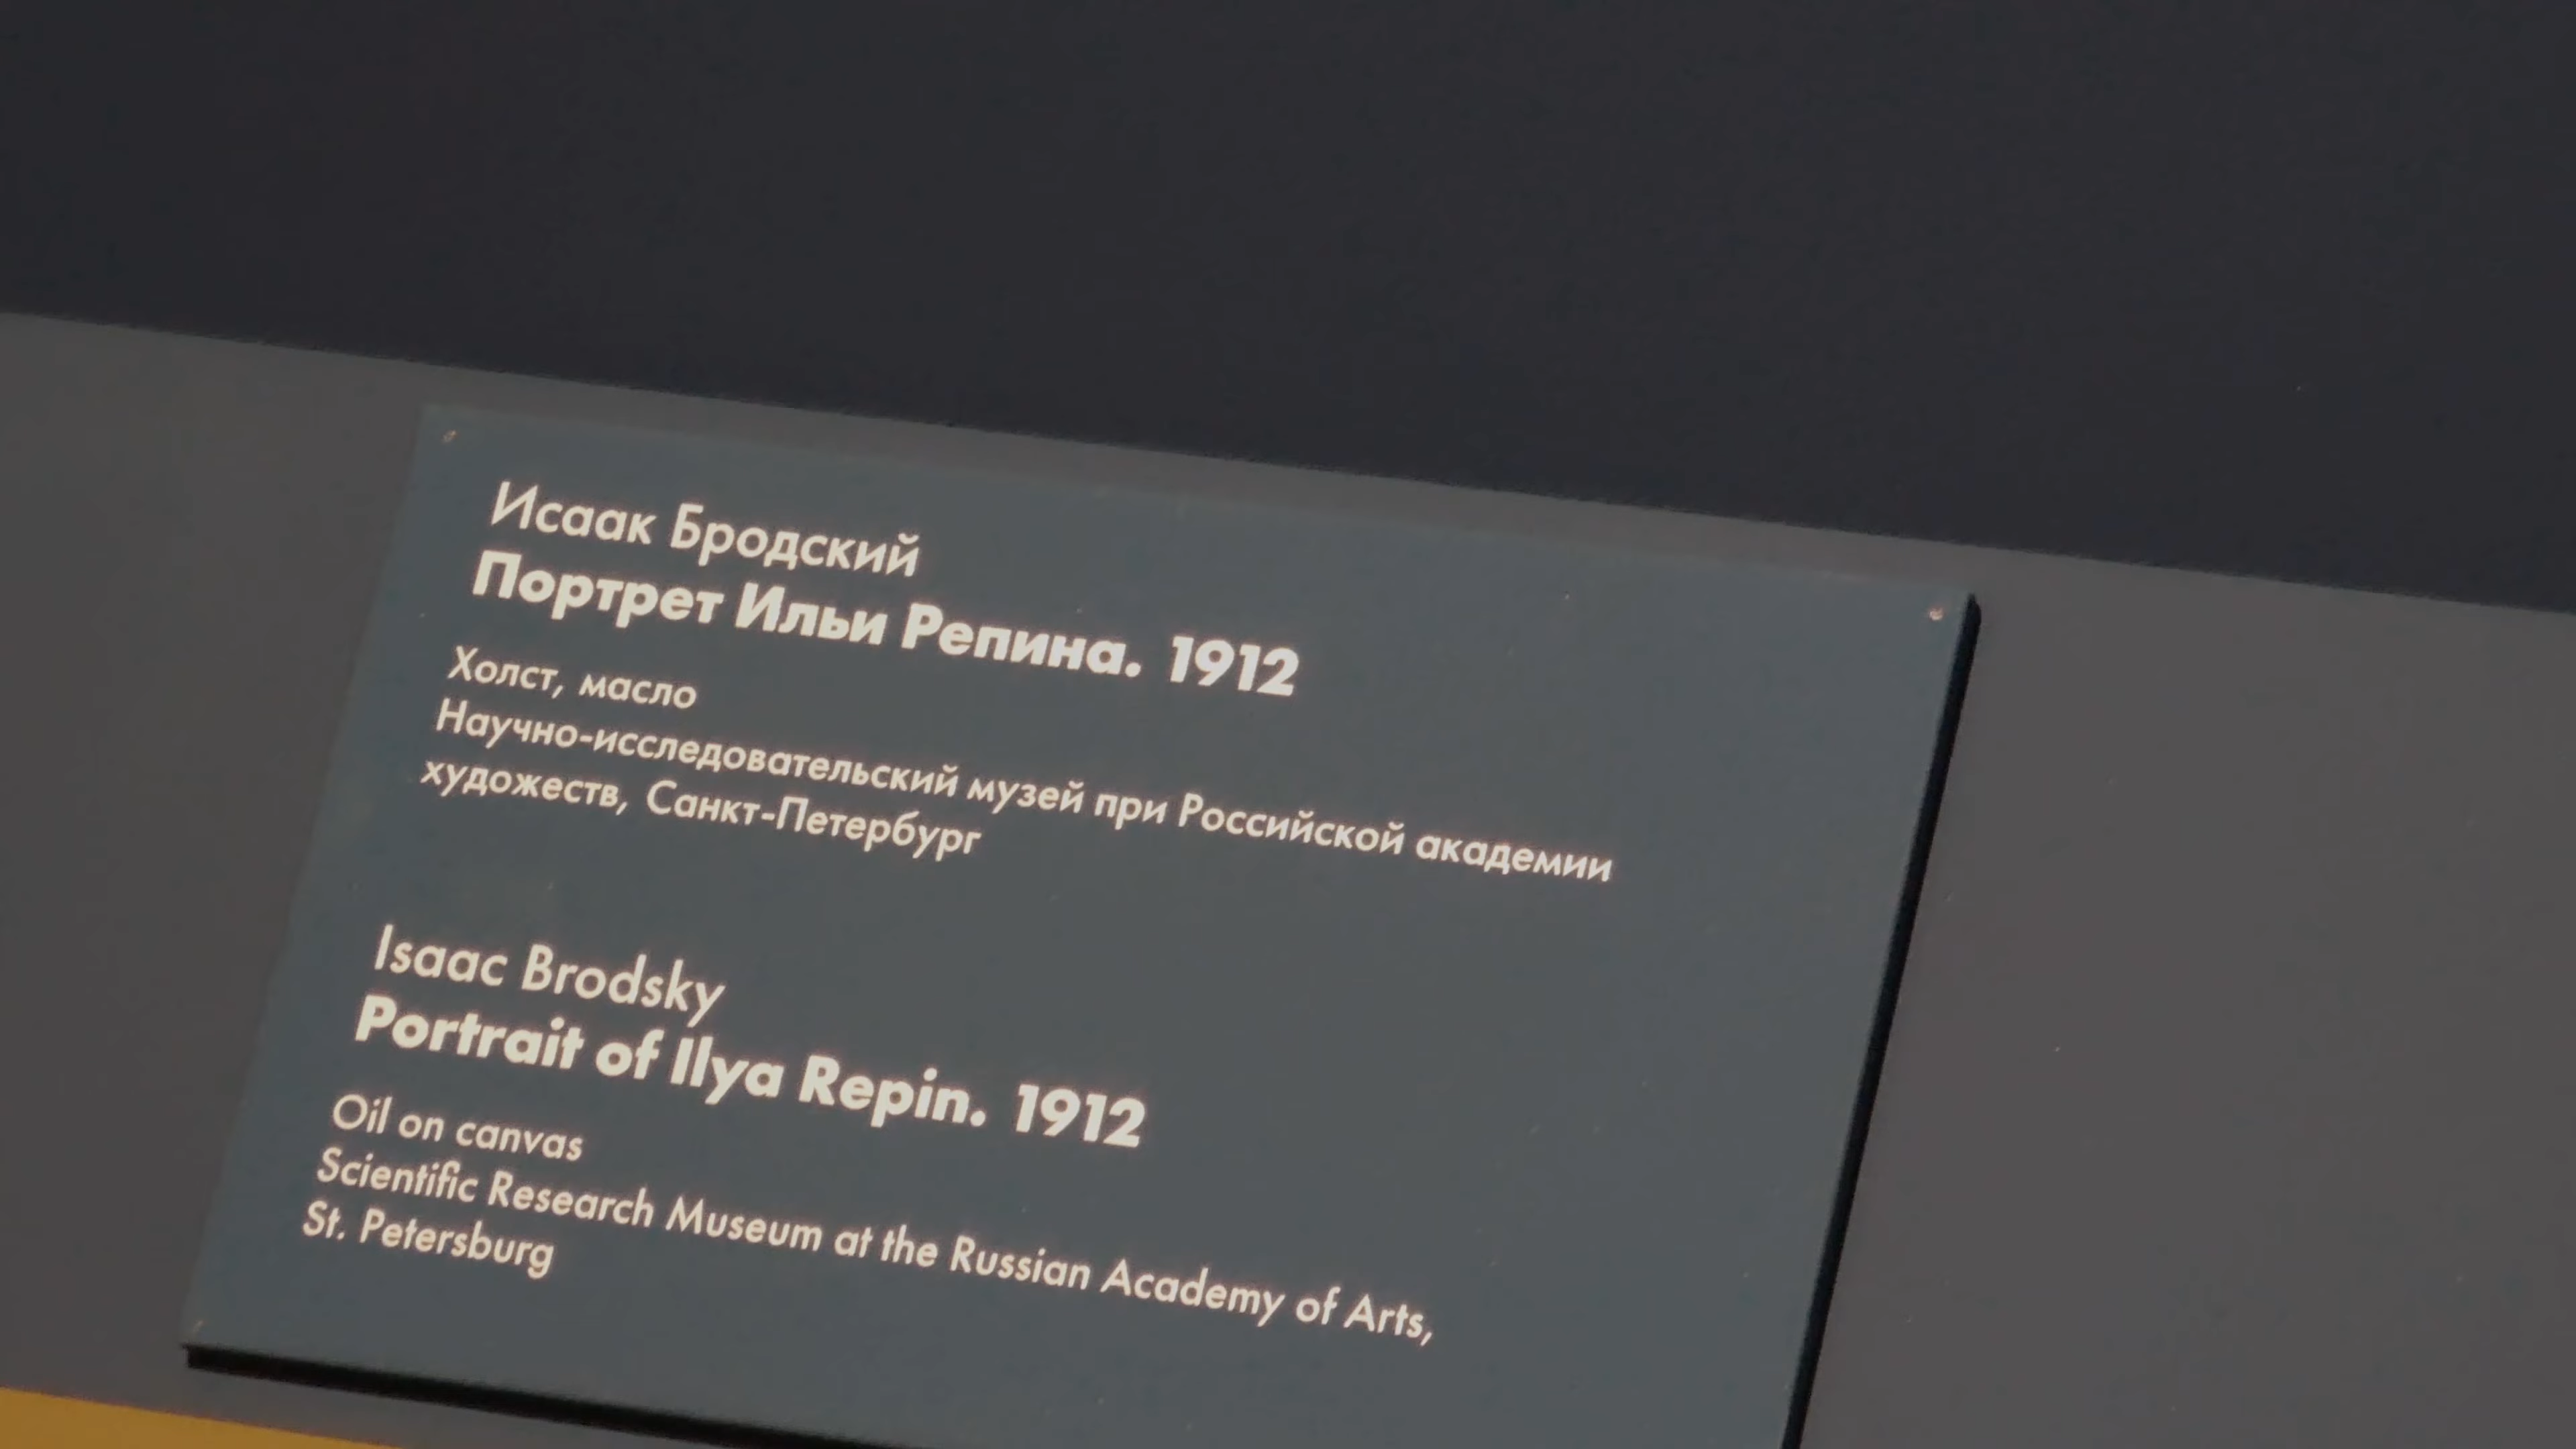 Исаак Бродский
Портрет Ильи Репина. 1912
Холст, масло
Научно-исследовательский музей при Российской академии
художеств, Санкт-Петербург
Isaac Brodsky
Portrait of Ilya Repin. 1912
Oil on canvas
Scientific Research Museum at the Russian Academy of Arts,
St. Petersburg